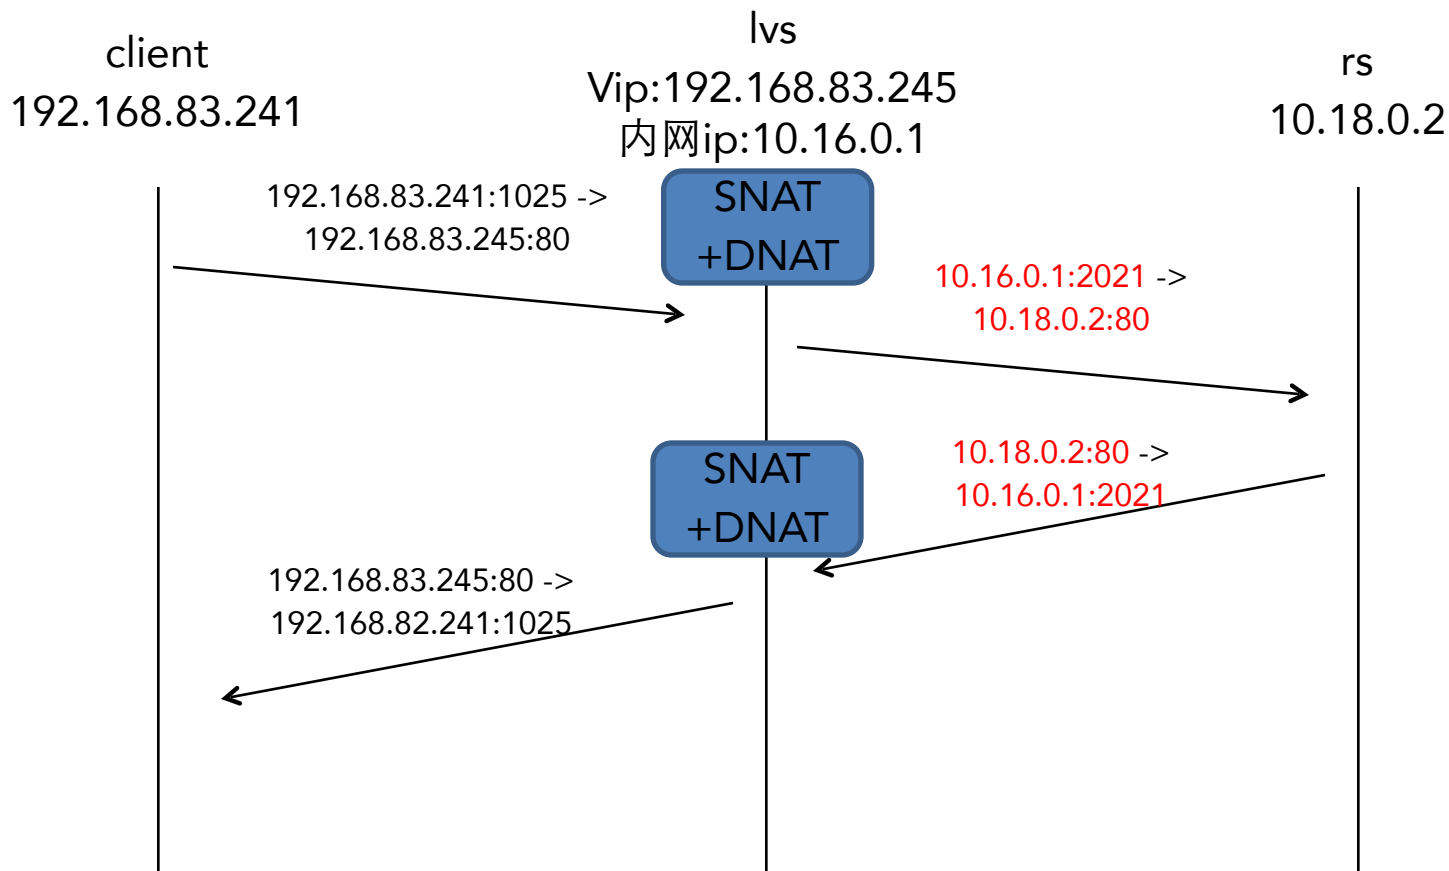 client
192.168.83.241
lvs
Vip:192.168.83.245
内网ip:10.16.0.1
rs
10.18.0.2
192.168.83.241:1025 ->
192.168.83.245:80
SNAT
+DNAT
10.16.0.1:2021 ->
10.18.0.2:80
SNAT
+DNAT
10.18.0.2:80 ->
10.16.0.1:2021
192.168.83.245:80 ->
192.168.82.241:1025